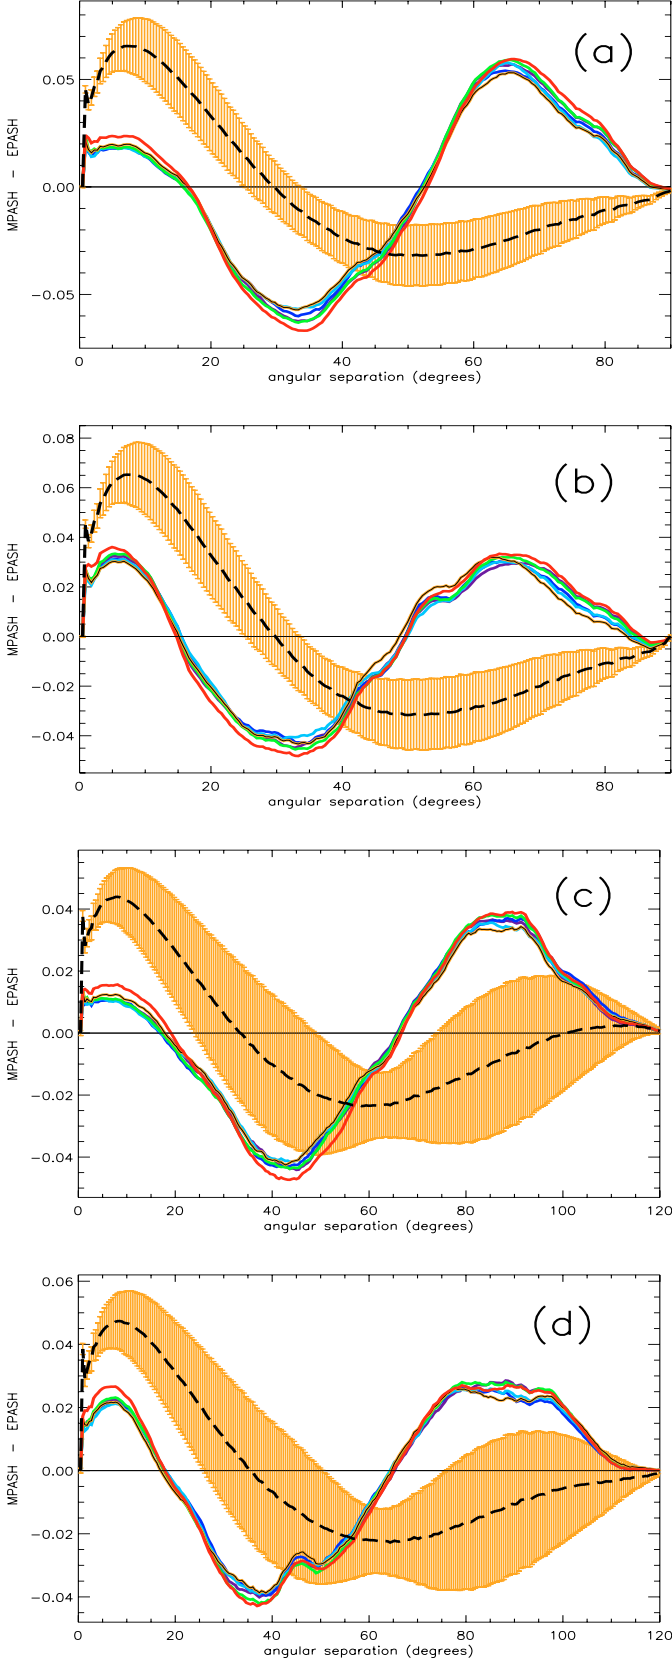 (a)
MPASH - EPASH
0.05
0.00
-0.05
0 20 40 60 80
angular separation (degrees)
(b)
MPASH - EPASH
0.08
0.06
0.04
0.02
0.00
-0.02
-0.04
0 20 40 60 80
angular separation (degrees)
(c)
MPASH - EPASH
0.04
0.02
0.00
-0.02
-0.04
0 20 40 60 80 100 120
angular separation (degrees)
(d)
MPASH - EPASH
0.06
0.04
0.02
0.00
-0.02
-0.04
0 20 40 60 80 100 120
angular separation (degrees)